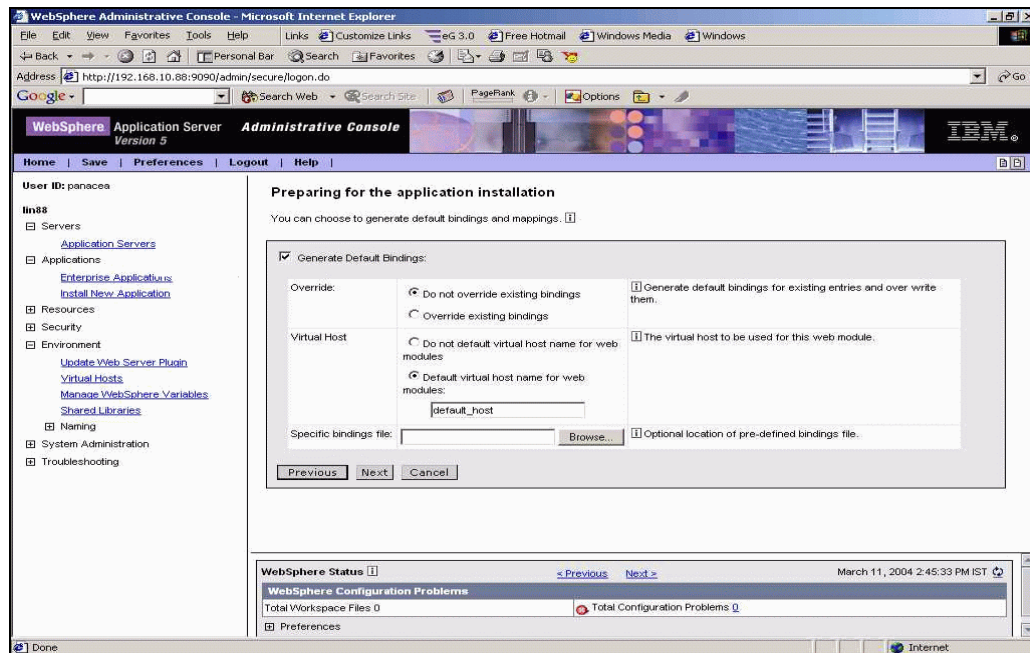 WebSphere Administrative Console - Microsoft Internet Explorer
File Edit View Favorites Tools Help Links Customize Links eG 3.0 Free Hotmail Windows Media Windows
Back Personal Bar Search Favorites
Address http://192.168.10.88:9090/admin/secure/logon.do Go
Google Search Web Search Site PageRank Options
WebSphere Application Server Administrative Console
Version 5
IBM
Home | Save | Preferences | Logout | Help |
User ID: panacea
lin88
Servers
Application Servers
Applications
Enterprise Applications
Install New Application
Resources
Security
Environment
Update Web Server Plugin
Virtual Hosts
Manage WebSphere Variables
Shared Libraries
Naming
System Administration
Troubleshooting
Preparing for the application installation
You can choose to generate default bindings and mappings. i
Generate Default Bindings:
Override:
Do not override existing bindings
Override existing bindings
i Generate default bindings for existing entries and over write
them.
Virtual Host
Do not default virtual host name for web
modules
Default virtual host name for web
modules:
default_host
i The virtual host to be used for this web module.
Specific bindings file: Browse... i Optional location of pre-defined bindings file.
Previous Next Cancel
WebSphere Status i < Previous Next > March 11, 2004 2:45:33 PM IST
WebSphere Configuration Problems
Total Workspace Files 0 Total Configuration Problems 0
Preferences
Done Internet